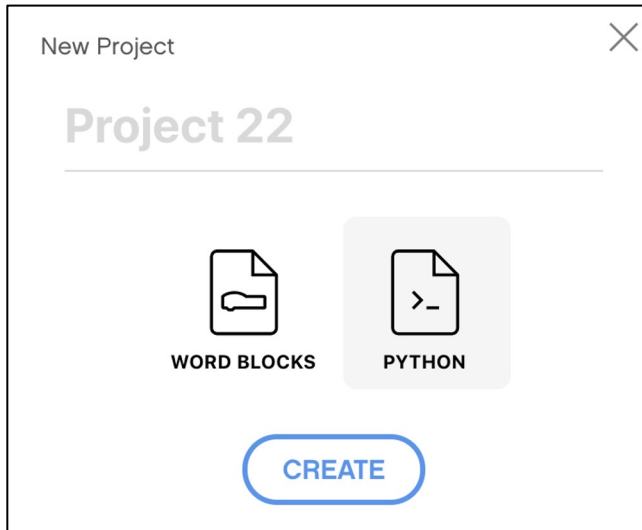 New Project
Project 22
WORD BLOCKS PYTHON
>_
CREATE